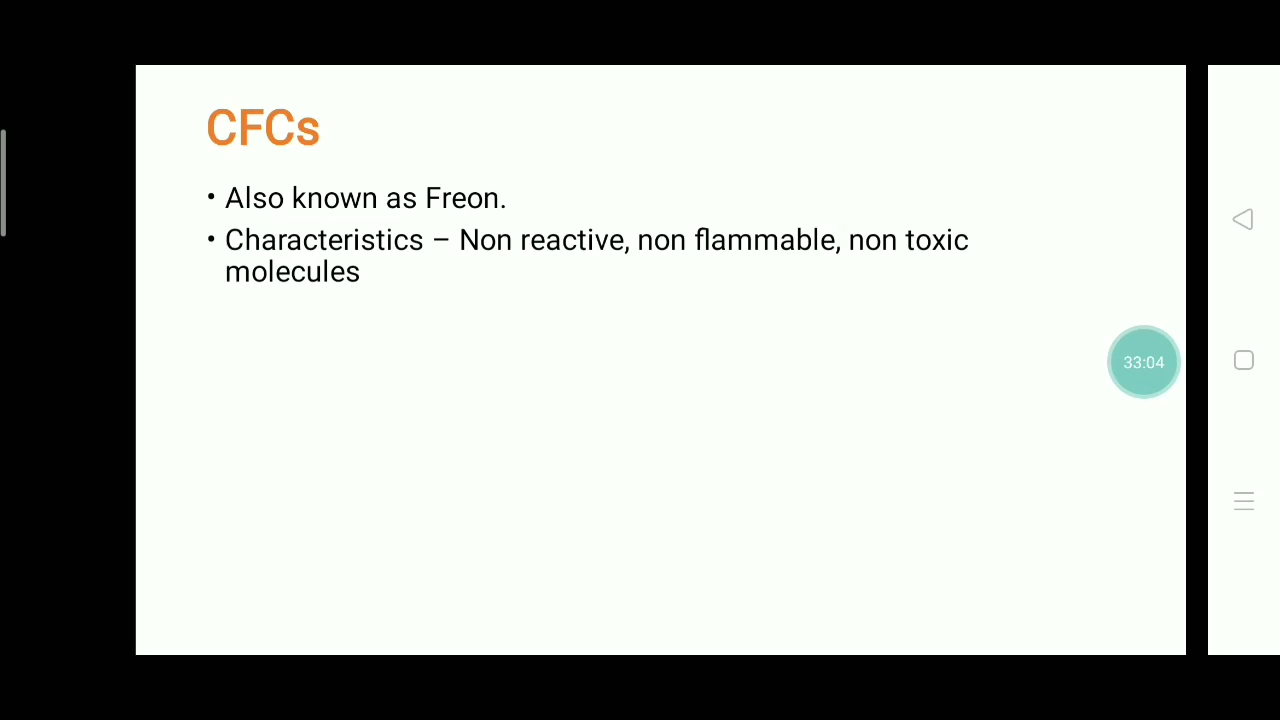 CFCs
• Also known as Freon.
• Characteristics – Non reactive, non flammable, non toxic
molecules
33:04